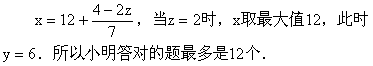 x = 12 + \frac{4-2z}{7}，当z = 2时，x取最大值12，此时
y = 6．所以小明答对的题最多是12个．